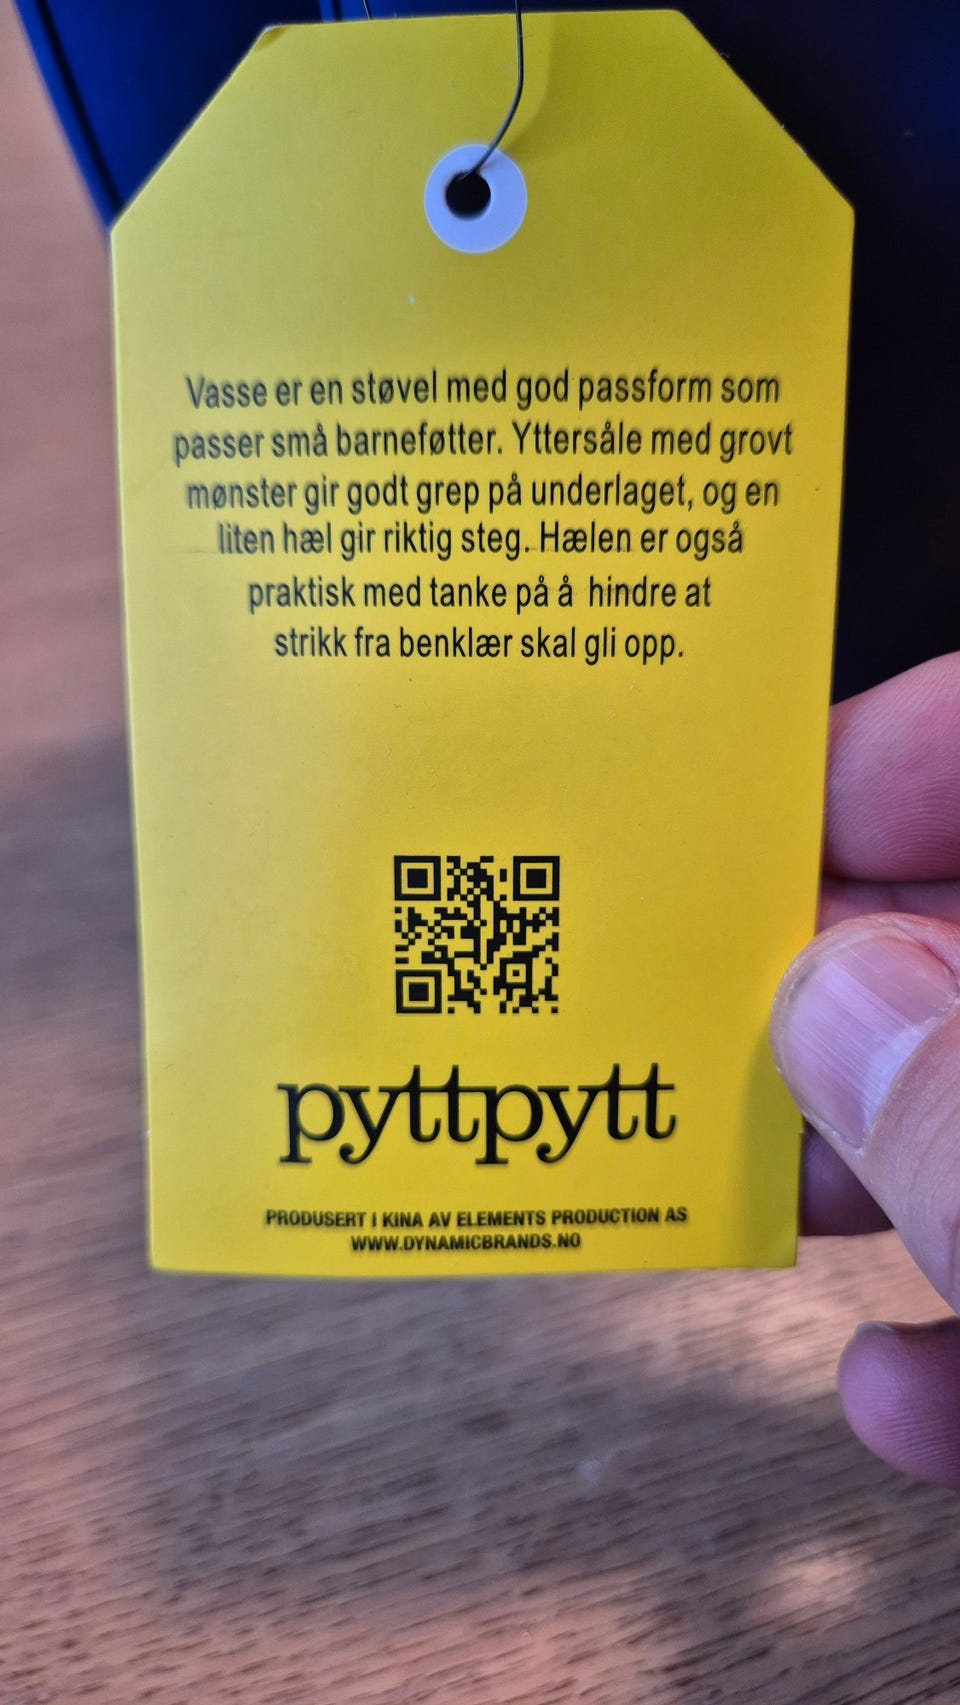 Vasse er en støvel med god passform som
passer små barneføtter. Yttersåle med grovt
mønster gir godt grep på underlaget, og en
liten hæl gir riktig steg. Hælen er også
praktisk med tanke på å hindre at
strikk fra benklær skal gli opp.
pyttpytt
PRODUSERT I KINA AV ELEMENTS PRODUCTION AS
WWW.DYNAMICBRANDS.NO